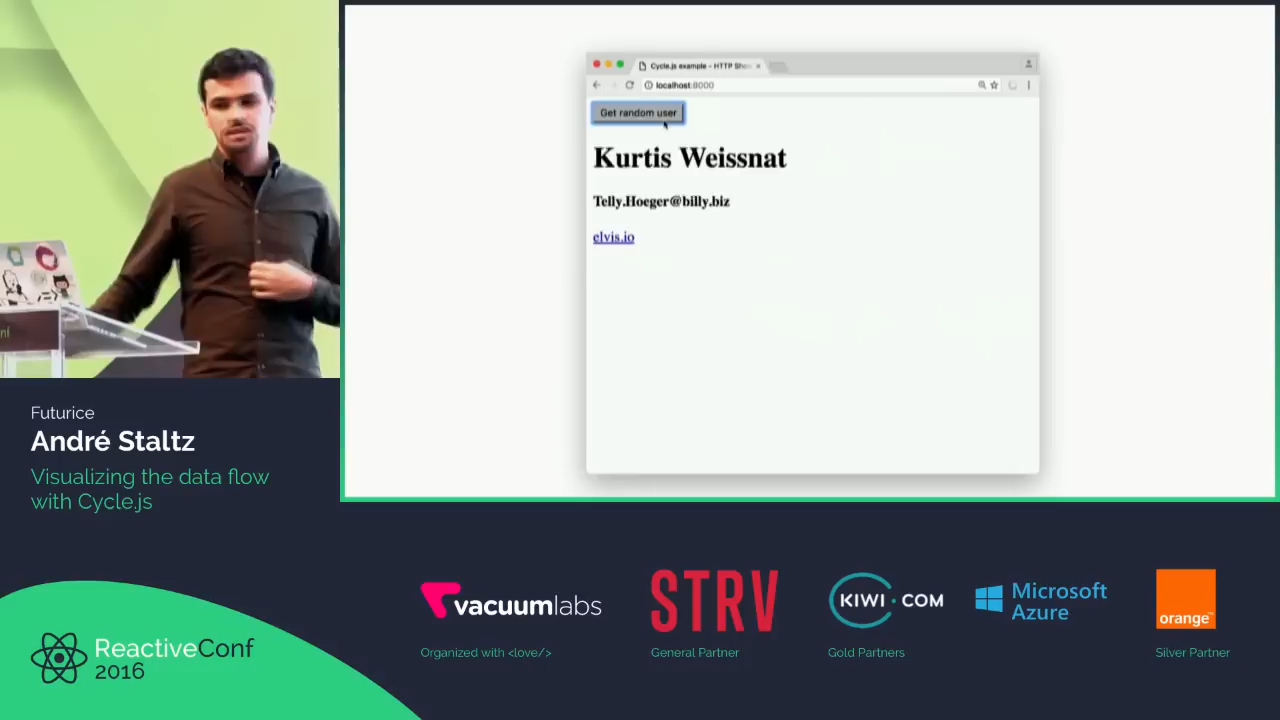 Cycle.js example - HTTP Show
localhost:8000
Get random user
Kurtis Weissnat
Telly.Hoeger@billy.biz
elvis.io
Futurice
André Staltz
Visualizing the data flow
with Cycle.js
ReactiveConf
2016
vacuumlabs
Organized with <love/>
STRV
General Partner
KIWI.COM
Gold Partners
Microsoft
Azure
orange™
Silver Partner